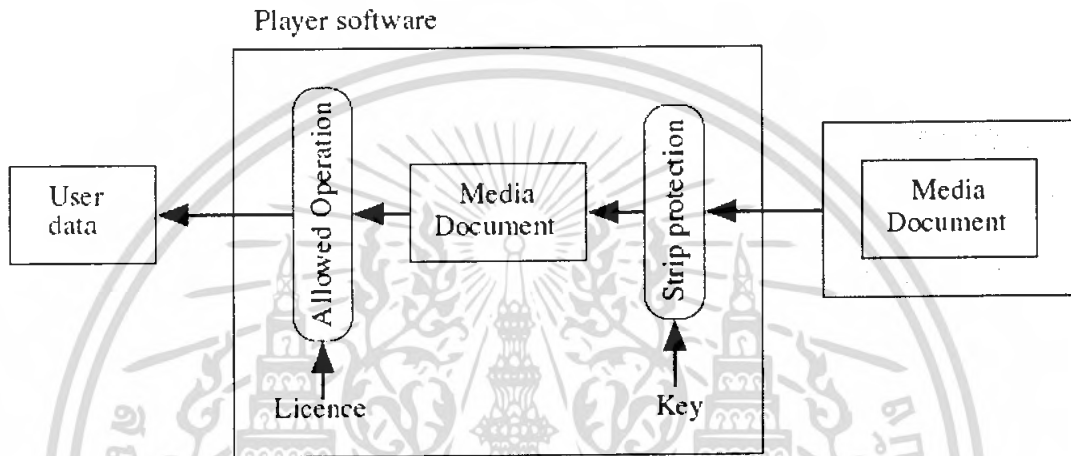 Player software
User
data
Allowed Operation
Media
Document
Strip protection
Media
Document
Licence
Key